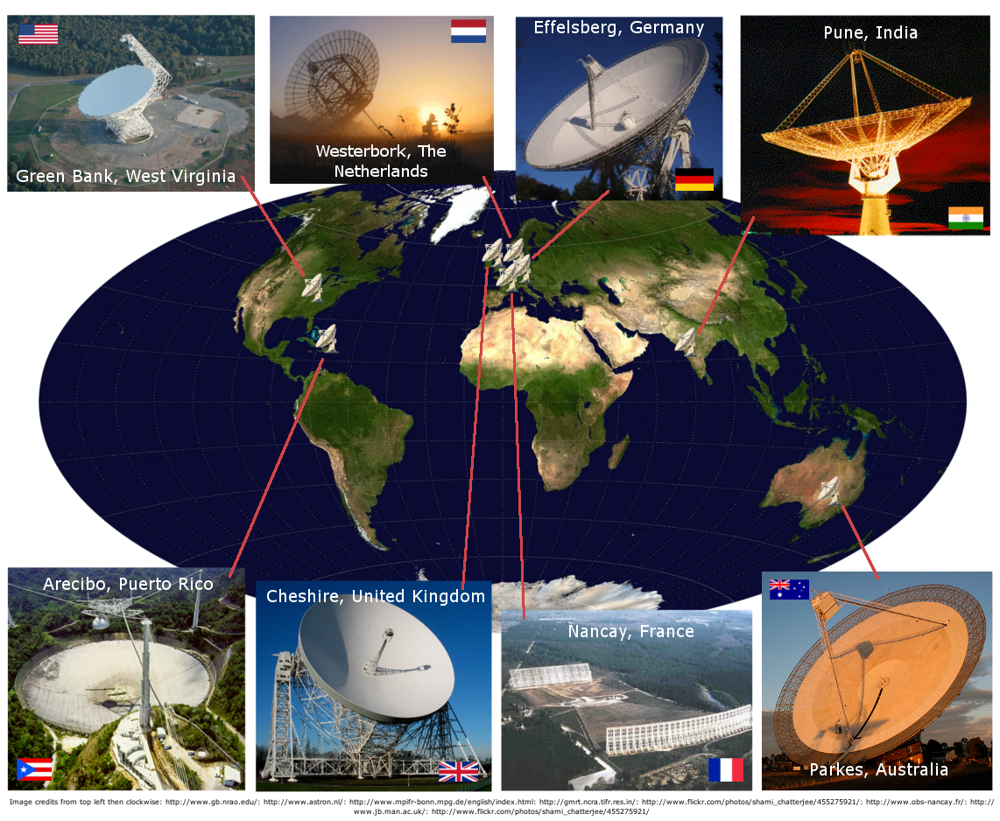 Effelsberg, Germany
Pune, India
Green Bank, West Virginia
Westerbork, The
Netherlands
Arecibo, Puerto Rico
Cheshire, United Kingdom
Nancay, France
Parkes, Australia
Image credits from top left then clockwise: http://www.gb.nrao.edu/: http://www.astron.nl/: http://www.mpifr-bonn.mpg.de/english/index.html: http://gmrt.ncra.tifr.res.in/: http://www.flickr.com/photos/shami_chatterjee/455275921/: http://www.obs-nancay.fr/: http://
www.jb.man.ac.uk/: http://www.flickr.com/photos/shami_chatterjee/455275921/